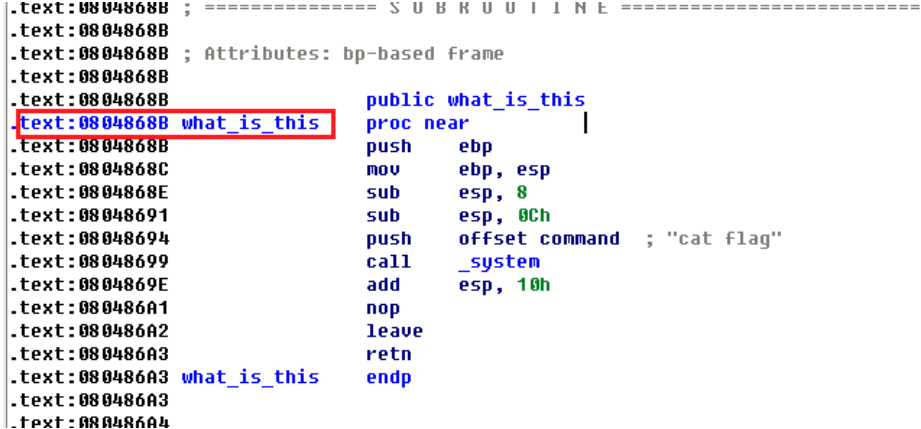 .text:0804868B ; =============== S U B R O U T I N E ==========================
.text:0804868B
.text:0804868B ; Attributes: bp-based frame
.text:0804868B
.text:0804868B public what_is_this
.text:0804868B what_is_this proc near
.text:0804868B push ebp
.text:0804868C mov ebp, esp
.text:0804868E sub esp, 8
.text:08048691 sub esp, 0Ch
.text:08048694 push offset command ; "cat flag"
.text:08048699 call _system
.text:0804869E add esp, 10h
.text:080486A1 nop
.text:080486A2 leave
.text:080486A3 retn
.text:080486A3 what_is_this endp
.text:080486A3
.text:080486A4